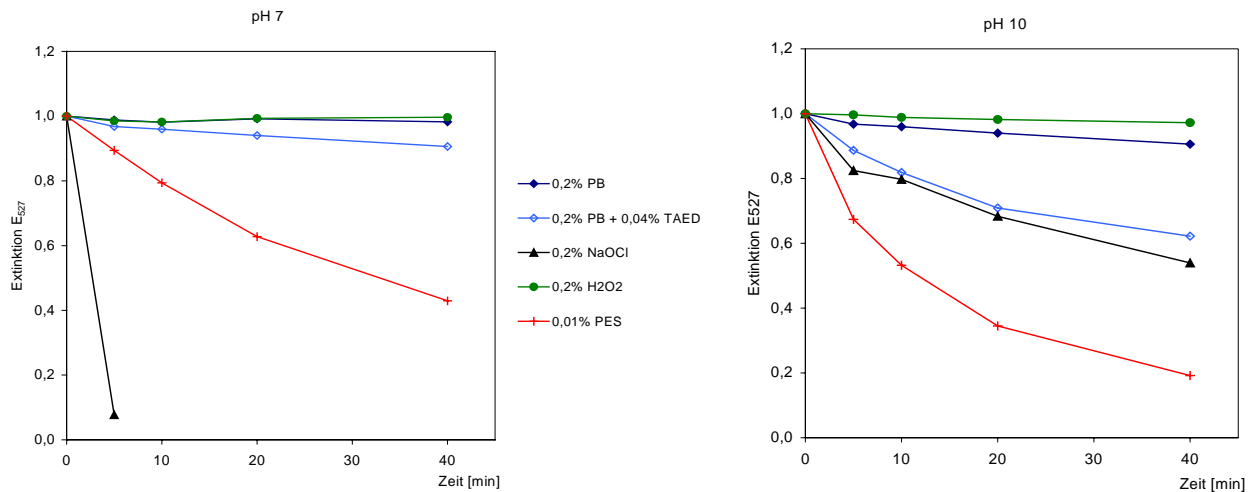 pH 7
1,2
1,0
0,8
0,6
0,4
0,2
0,0
Extinktion E527
0 10 20 30 40
Zeit [min]
0,2% PB
0,2% PB + 0,04% TAED
0,2% NaOCl
0,2% H2O2
0,01% PES
pH 10
1,2
1,0
0,8
0,6
0,4
0,2
0,0
Extinktion E527
0 10 20 30 40
Zeit [min]